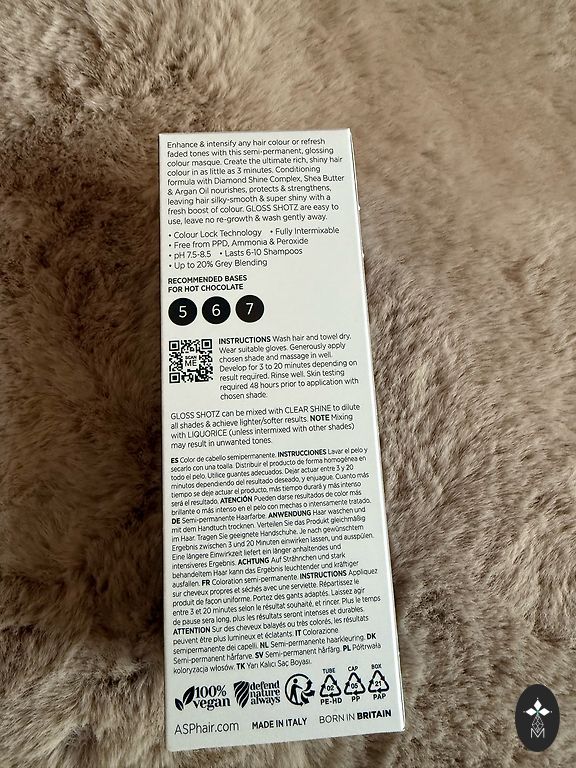 Enhance & intensify any hair colour or refresh
faded tones with this semi-permanent, glossing
colour masque. Create the ultimate rich, shiny hair
colour in as little as 3 minutes. Conditioning
formula with Diamond Shine Complex, Shea Butter
& Argan Oil nourishes, protects & strengthens,
leaving hair silky-smooth & super shiny with a
fresh boost of colour. GLOSS SHOTZ are easy to
use, leave no re-growth & wash gently away.
• Colour Lock Technology • Fully Intermixable
• Free from PPD, Ammonia & Peroxide
• pH 7.5-8.5 • Lasts 6-10 Shampoos
• Up to 20% Grey Blending
RECOMMENDED BASES
FOR HOT CHOCOLATE
5 6 7
SCAN
ME
INSTRUCTIONS Wash hair and towel dry.
Wear suitable gloves. Generously apply
chosen shade and massage in well.
Develop for 3 to 20 minutes depending on
result required. Rinse well. Skin testing
required 48 hours prior to application with
chosen shade.
GLOSS SHOTZ can be mixed with CLEAR SHINE to dilute
all shades & achieve lighter/softer results. NOTE Mixing
with LIQUORICE (unless intermixed with other shades)
may result in unwanted tones.
ES Color de cabello semipermanente. INSTRUCCIONES Lavar el pelo y
secarlo con una toalla. Distribuir el producto de forma homogénea en
todo el pelo. Utilice guantes adecuados. Dejar actuar entre 3 y 20
minutos dependiendo del resultado deseado, y enjuague. Cuanto más
tiempo se deje actuar el producto, más tiempo durará y más intenso
será el resultado. ATENCIÓN Pueden darse resultados de color más
brillante o más intenso en el pelo con mechas o intensamente tratado.
DE Semi-permanente Haarfarbe. ANWENDUNG Haar waschen und
mit dem Handtuch trocknen. Verteilen Sie das Produkt gleichmäßig
im Haar. Tragen Sie geeignete Handschuhe. Je nach gewünschtem
Ergebnis zwischen 3 und 20 Minuten einwirken lassen, und ausspülen.
Eine längere Einwirkzeit liefert ein länger anhaltendes und
intensiveres Ergebnis. ACHTUNG Auf Strähnchen und stark
behandeltem Haar kann das Ergebnis leuchtender und kräftiger
ausfallen. FR Coloration semi-permanente. INSTRUCTIONS Appliquez
sur cheveux propres et séchés avec une serviette. Répartissez le
produit de façon uniforme. Portez des gants adaptés. Laissez agir
entre 3 et 20 minutes selon le résultat souhaité, et rincer. Plus le temps
de pause sera long, plus les résultats seront intenses et durables.
ATTENTION Sur des cheveux balayés ou très colorés, les résultats
peuvent être plus lumineux et éclatants. IT Colorazione
semipermanente dei capelli. NL Semi-permanente haarkleuring. DK
Semi-permanent hårfarve. SV Semi-permanent hårfärg. PL Półtrwała
koloryzacja włosów. TK Yarı Kalıcı Saç Boyası.
100%
vegan
defend
nature
always
TUBE
02
PE-HD
CAP
05
PP
BOX
21
PAP
ASPhair.com MADE IN ITALY BORN IN BRITAIN
M